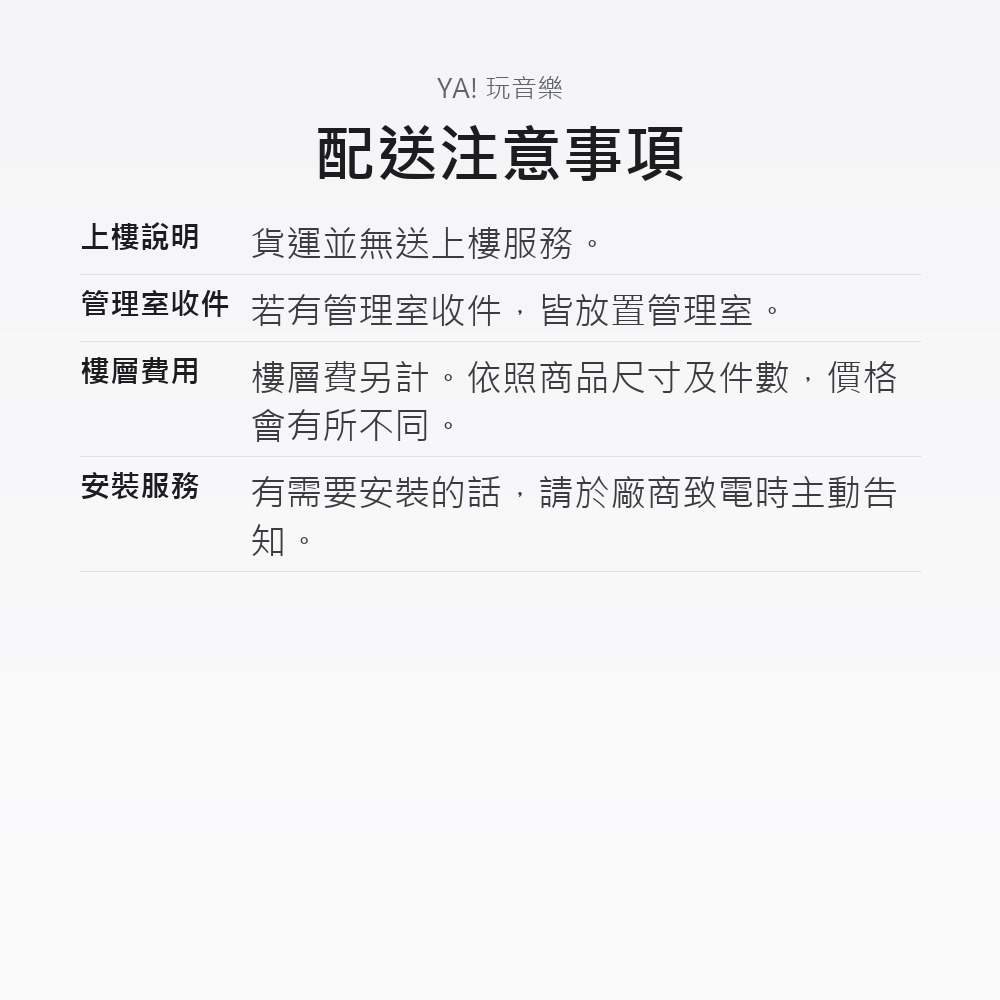 YA! 玩音樂
配送注意事項
上樓說明
貨運並無送上樓服務。
管理室收件
若有管理室收件，皆放置管理室。
樓層費用
樓層費另計。依照商品尺寸及件數，價格
會有所不同。
安裝服務
有需要安裝的話，請於廠商致電時主動告
知。